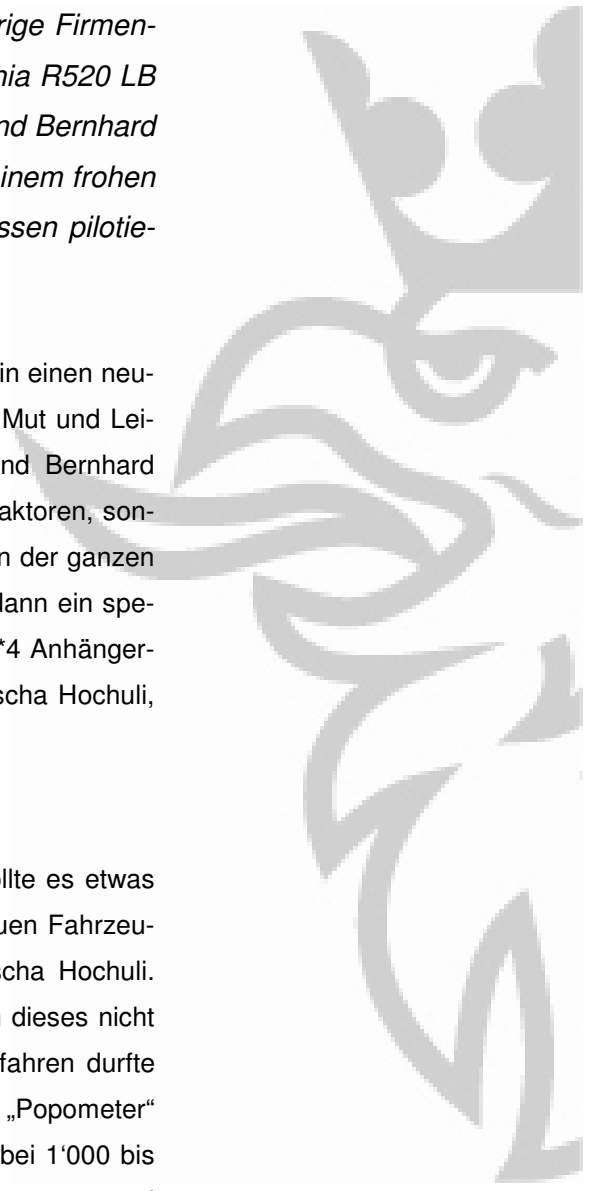 rige Firmen-
nia R520 LB
nd Bernhard
inem frohen
ssen pilotie-
in einen neu-
Mut und Lei-
nd Bernhard
aktoren, son-
n der ganzen
dann ein spe-
*4 Anhänger-
scha Hochuli,
llte es etwas
uen Fahrzeu-
scha Hochuli.
dieses nicht
fahren durfte
„Popometer“
bei 1‘000 bis